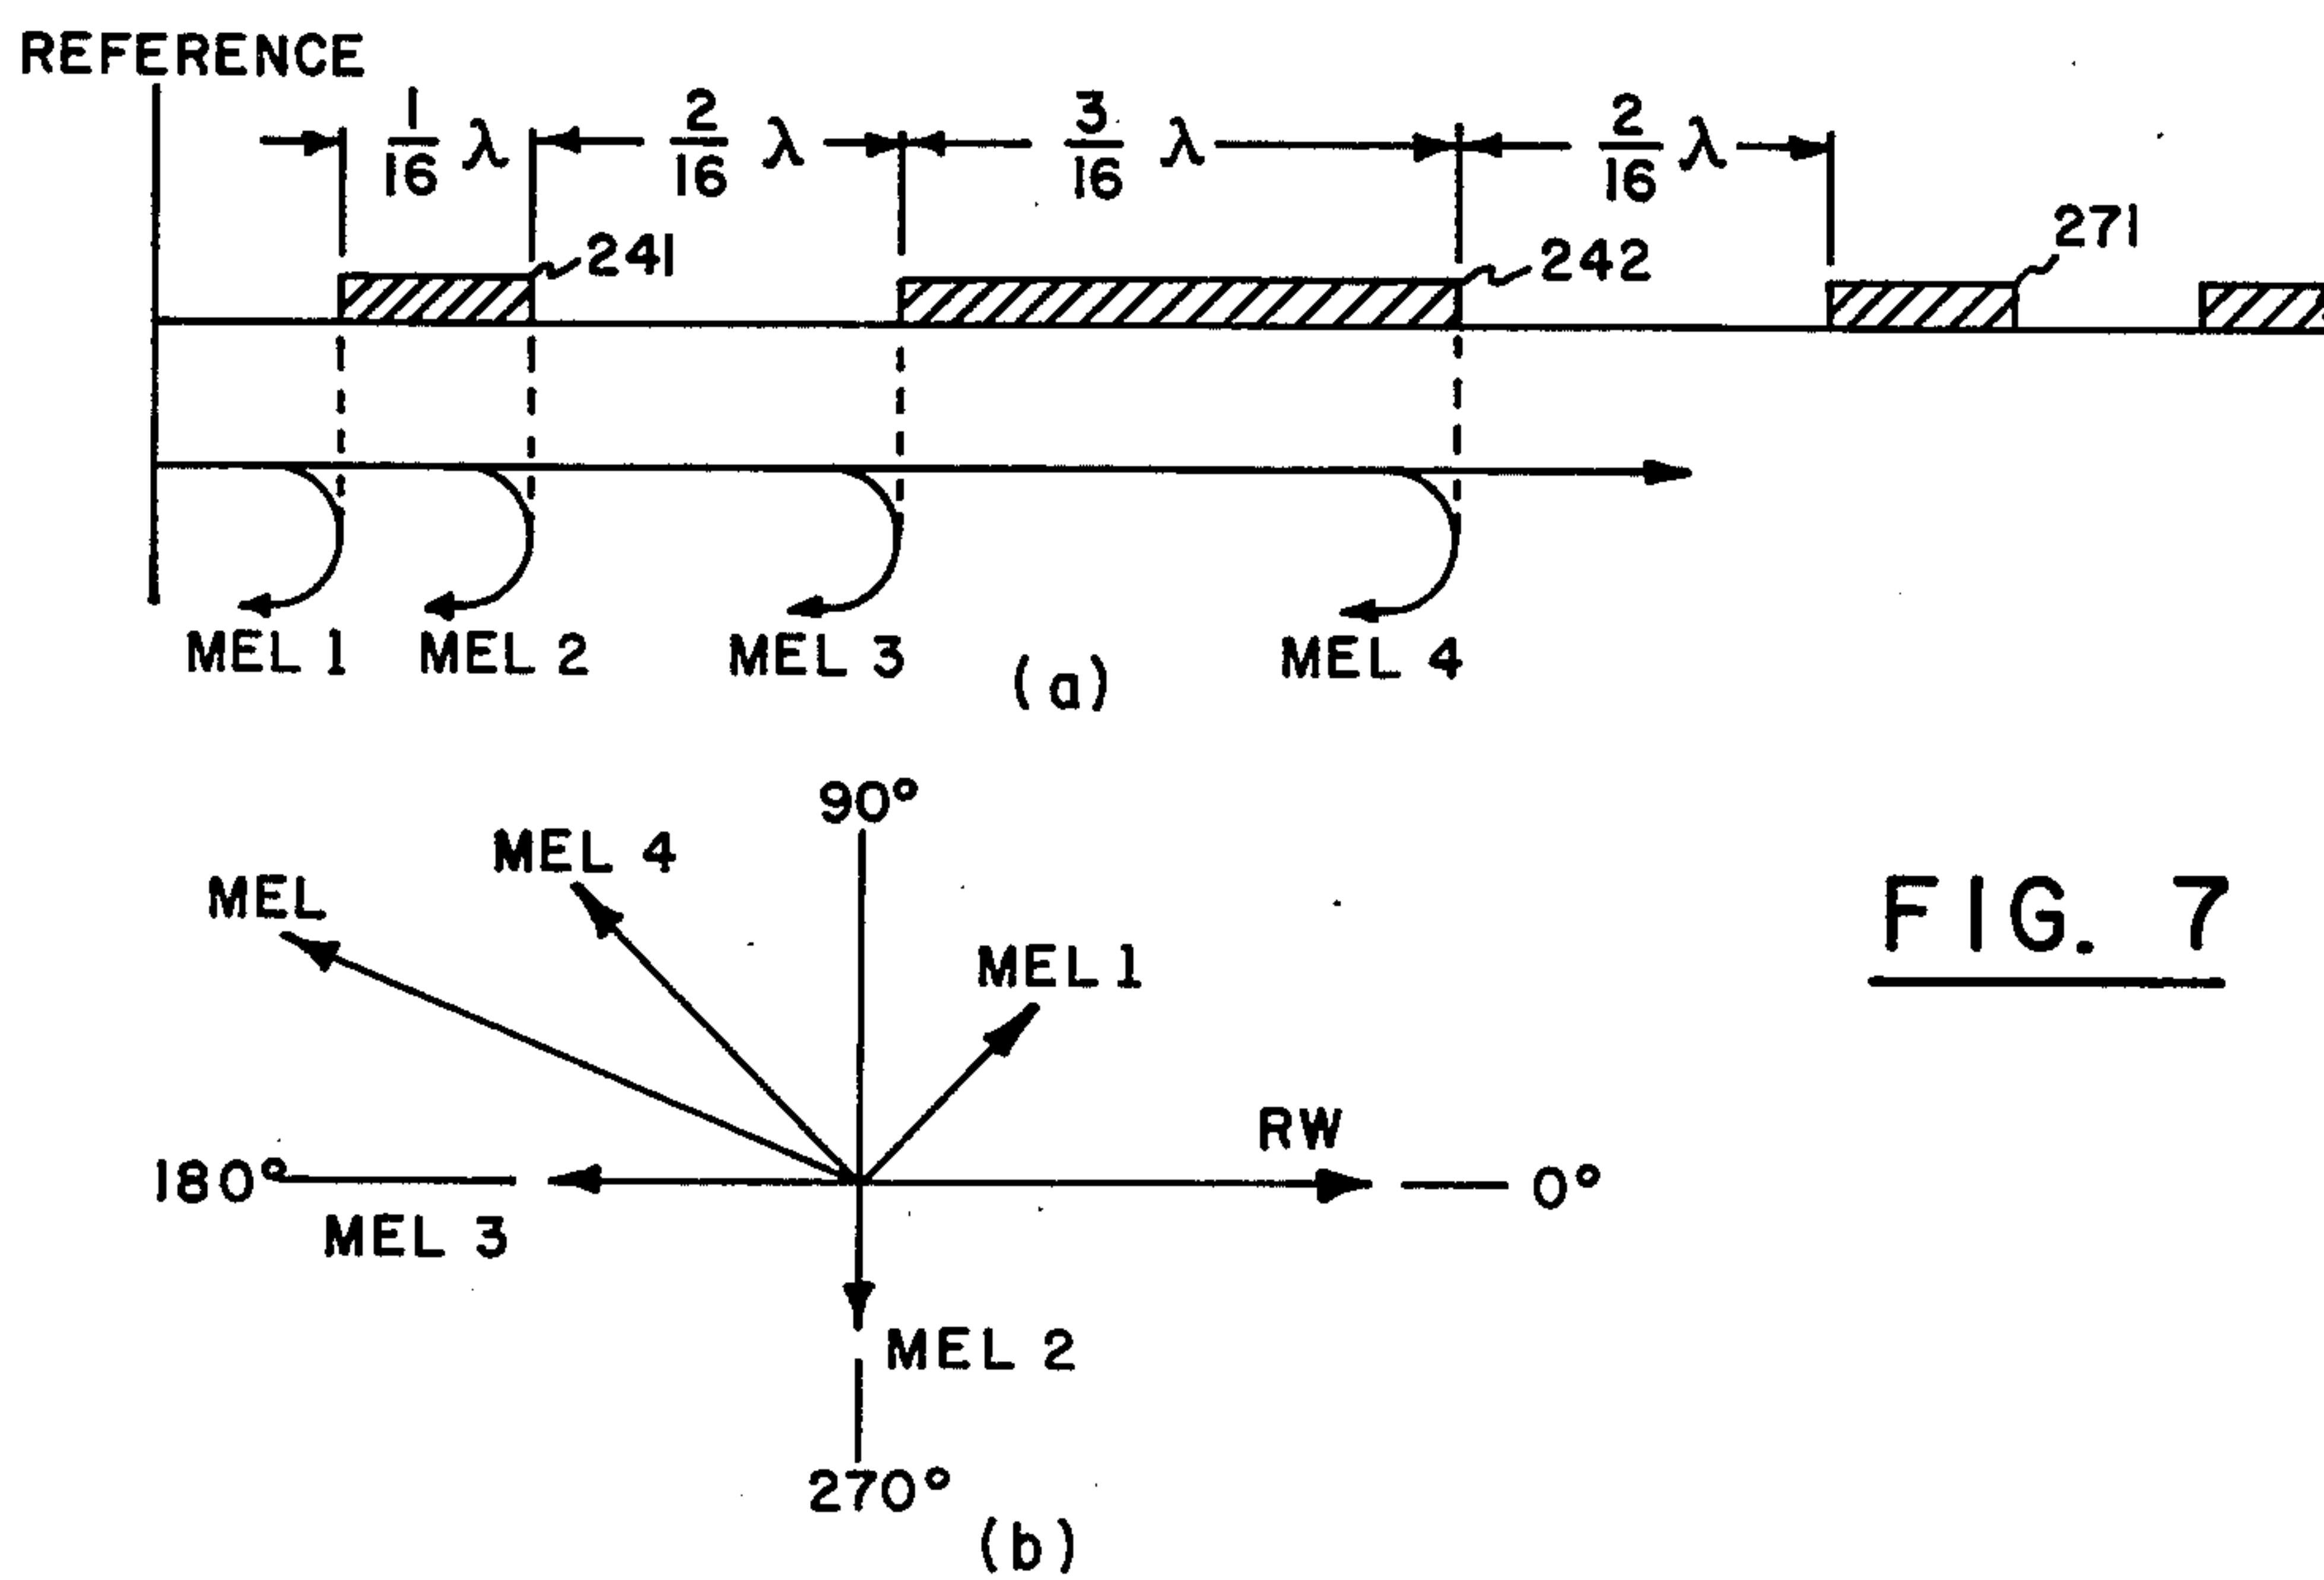 REFERENCE
1/16 λ 2/16 λ 3/16 λ 2/16 λ
241 242 271
MEL 1 MEL 2 MEL 3 MEL 4
(a)
90°
MEL 4
MEL
MEL 1
FIG. 7
RW
180° 0°
MEL 3
MEL 2
270°
(b)